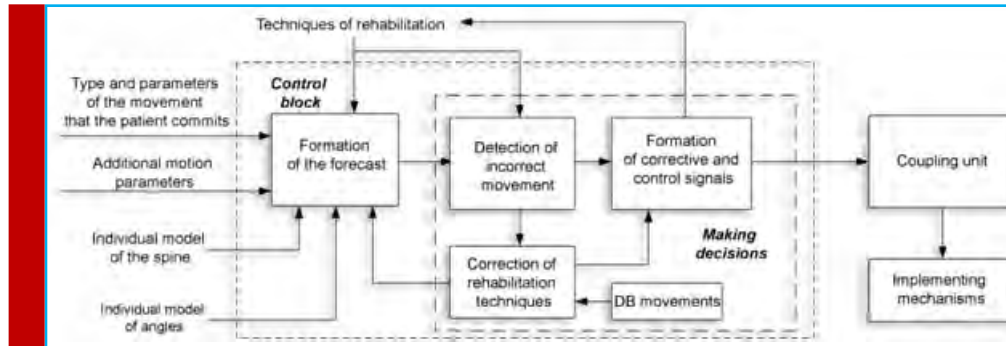 Techniques of rehabilitation
Type and parameters
of the movement
that the patient commits
Additional motion
parameters
Individual model
of the spine
Individual model
of angles
Control
block
Formation
of the forecast
Detection of
incorrect
movement
Formation
of corrective and
control signals
Correction of
rehabilitation
techniques
DB movements
Making
decisions
Coupling unit
Implementing
mechanisms